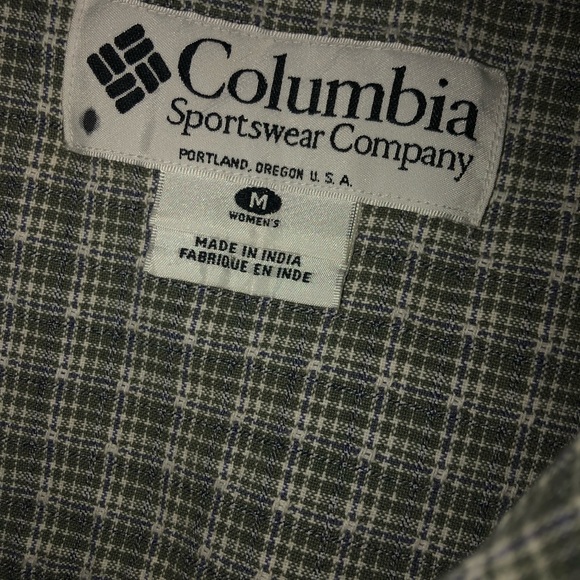 Columbia
Sportswear Company
PORTLAND, OREGON U.S.A.
M
WOMEN'S
MADE IN INDIA
FABRIQUE EN INDE